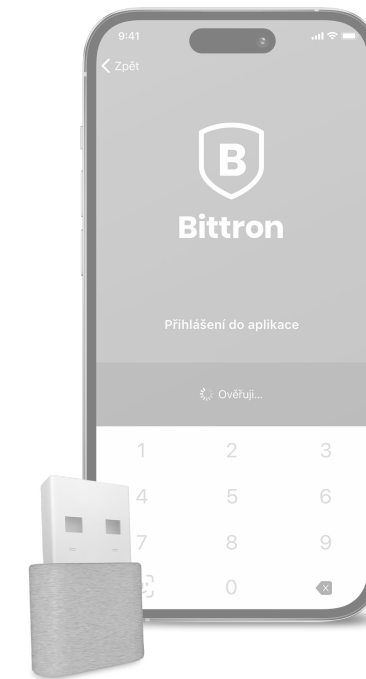 9:41
Zpět
B
Bittron
Přihlášení do aplikace
Ověřuji...
1 2 3
4 5 6
7 8 9
0